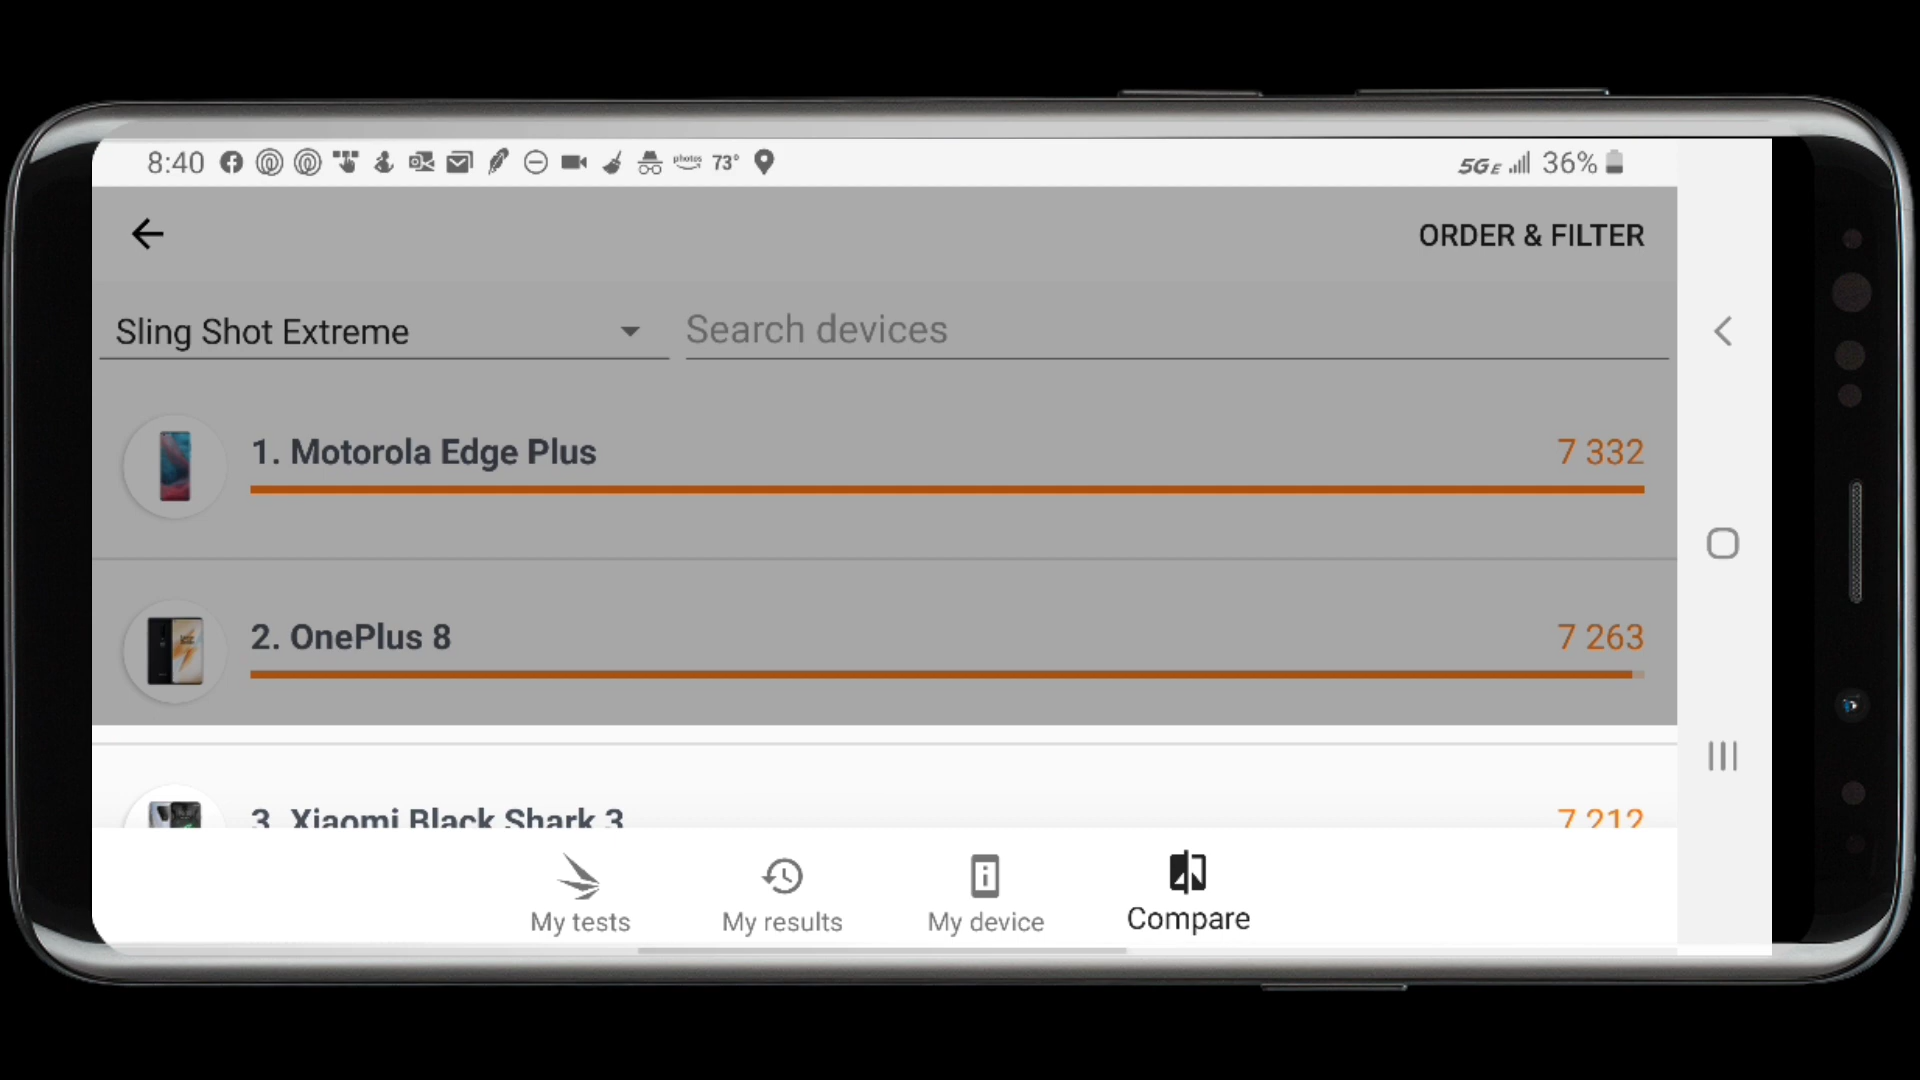 8:40 photos 73° 5GE 36%
ORDER & FILTER
Sling Shot Extreme Search devices
1. Motorola Edge Plus 7 332
2. OnePlus 8 7 263
3. Xiaomi Black Shark 3 7 212
My tests My results My device Compare